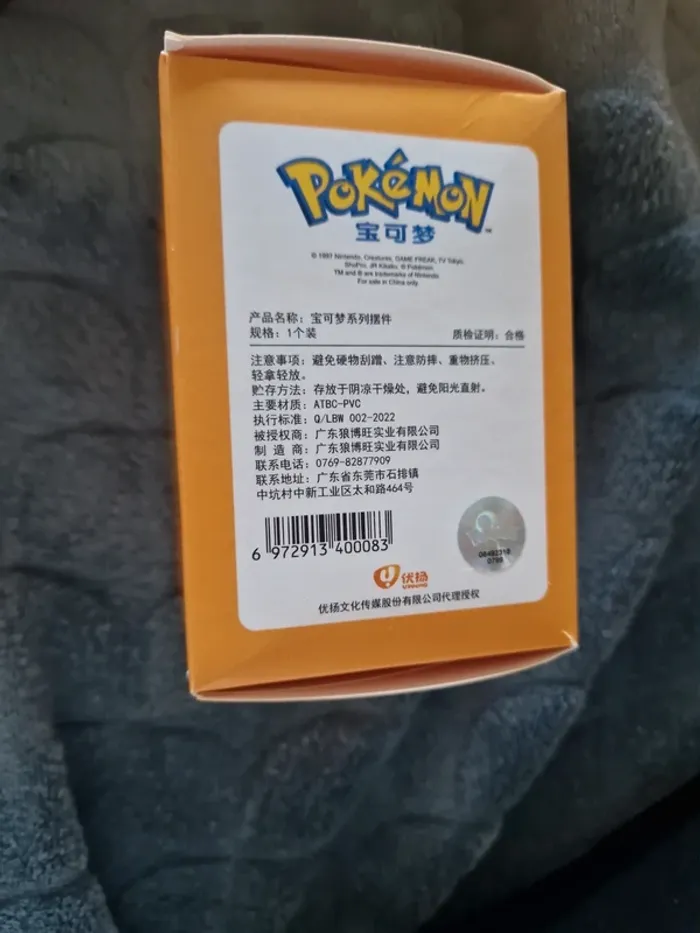 POKéMON
宝可梦
© 1997 Nintendo, Creatures, GAME FREAK, TV Tokyo,
ShoPro, JR Kikaku. © Pokémon
TM and ® are trademarks of Nintendo
For sale in China only
产品名称：宝可梦系列摆件
规格：1个装 质检证明：合格
注意事项：避免硬物刮蹭、注意防摔、重物挤压。
轻拿轻放。
贮存方法：存放于阴凉干燥处，避免阳光直射。
主要材质：ATBC-PVC
执行标准：Q/LBW 002-2022
被授权商：广东狼博旺实业有限公司
制 造 商：广东狼博旺实业有限公司
联系电话：0769-82877909
联系地址：广东省东莞市石排镇
中坑村中新工业区太和路464号
6 972913 400083
优扬
优扬文化传媒股份有限公司代理授权